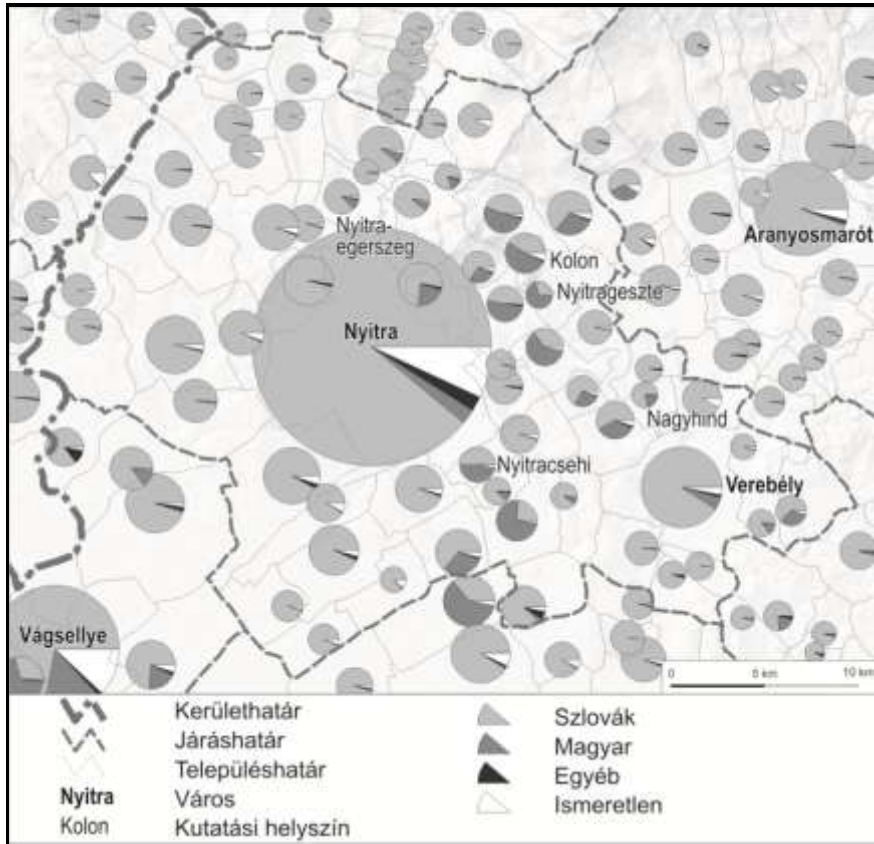 Nyitra-
egerszeg
Kolon
Aranyosmarót
Nyitrageszte
Nyitra
Nagyhind
Nyitracsehi
Verebély
Vágsellye
0 5 km 10 km
Kerülethatár
Járáshatár
Településhatár
Nyitra Város
Kolon Kutatási helyszín
Szlovák
Magyar
Egyéb
Ismeretlen